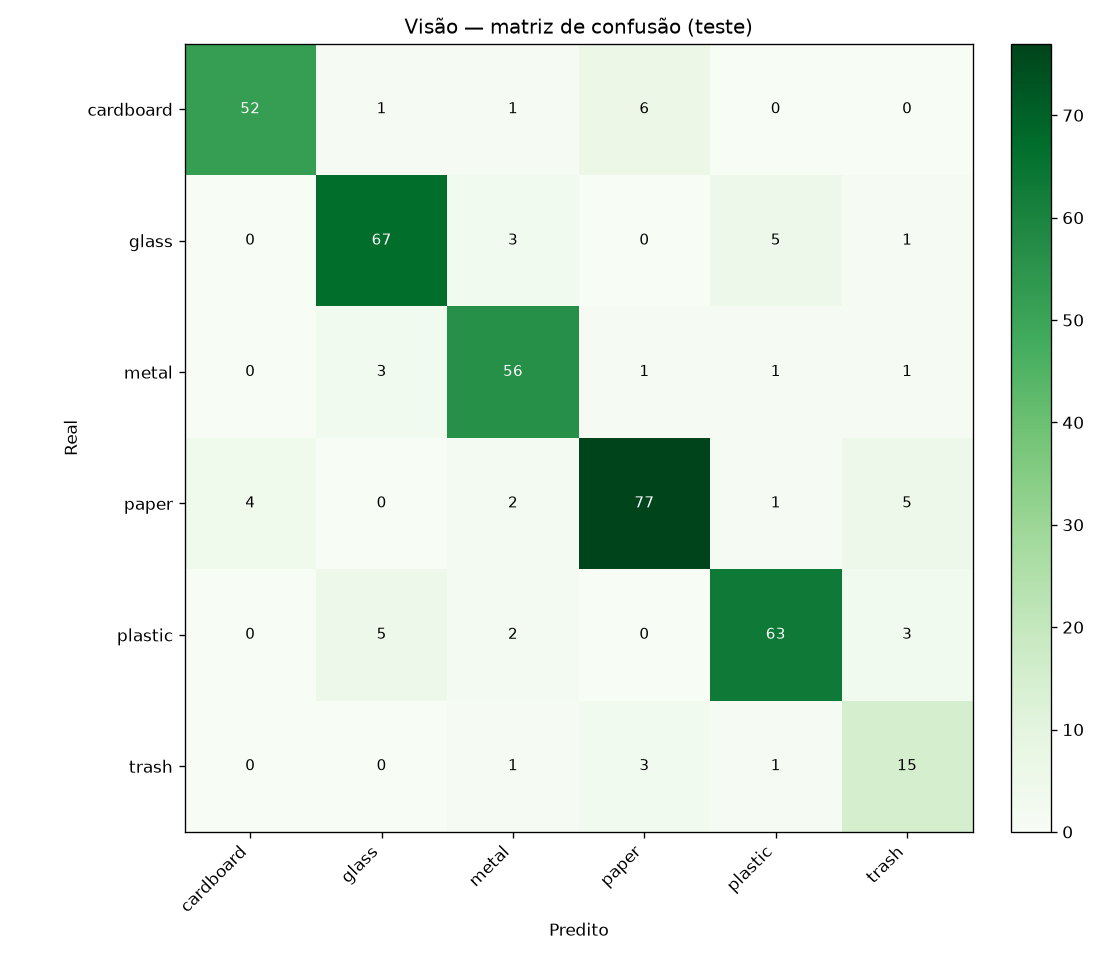 Visão — matriz de confusão (teste)
cardboard 52 1 1 6 0 0
glass 0 67 3 0 5 1
metal 0 3 56 1 1 1
paper 4 0 2 77 1 5
plastic 0 5 2 0 63 3
trash 0 0 1 3 1 15
Real
cardboard glass metal paper plastic trash
Predito
70
60
50
40
30
20
10
0